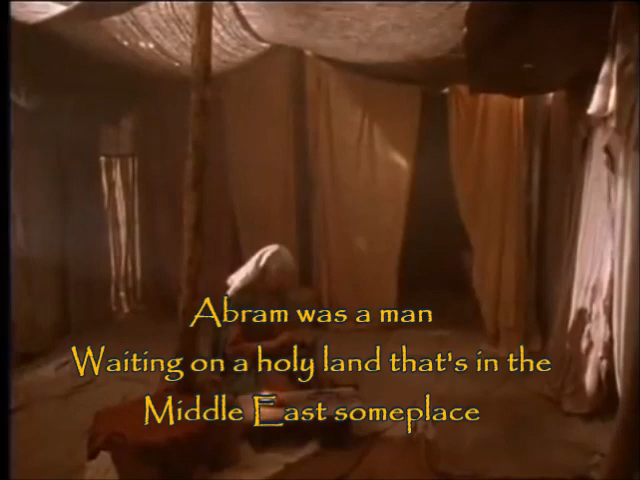 Abram was a man
Waiting on a holy land that's in the
Middle East someplace